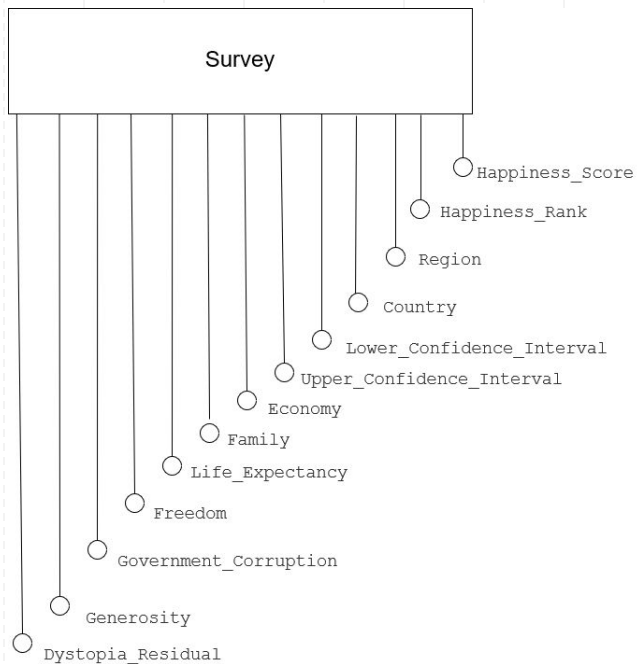 Survey
Happiness_Score
Happiness_Rank
Region
Country
Lower_Confidence_Interval
Upper_Confidence_Interval
Economy
Family
Life_Expectancy
Freedom
Government_Corruption
Generosity
Dystopia_Residual